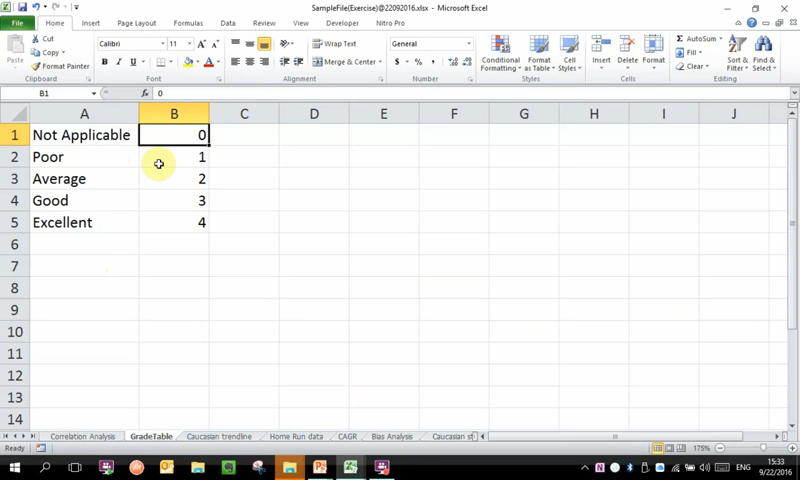 SampleFile(Exercise)@22092016.xlsx - Microsoft Excel
File Home Insert Page Layout Formulas Data Review View Developer Nitro Pro
Paste
Cut
Copy
Format Painter
Clipboard
Calibri 11
B I U
Font
Wrap Text
Merge & Center
Alignment
General
$ % ,
Number
Conditional Formatting
Format as Table
Cell Styles
Styles
Insert Delete Format
Cells
Σ AutoSum
Fill
Clear
Sort & Filter
Find & Select
Editing
B1 fx 0
A B C D E F G H I J
1 Not Applicable 0
2 Poor 1
3 Average 2
4 Good 3
5 Excellent 4
6
7
8
9
10
11
12
13
14
Correlation Analysis GradeTable Caucasian trendline Home Run data CAGR Bias Analysis Caucasian st
Ready 175%
ENG
15:33
9/22/2016